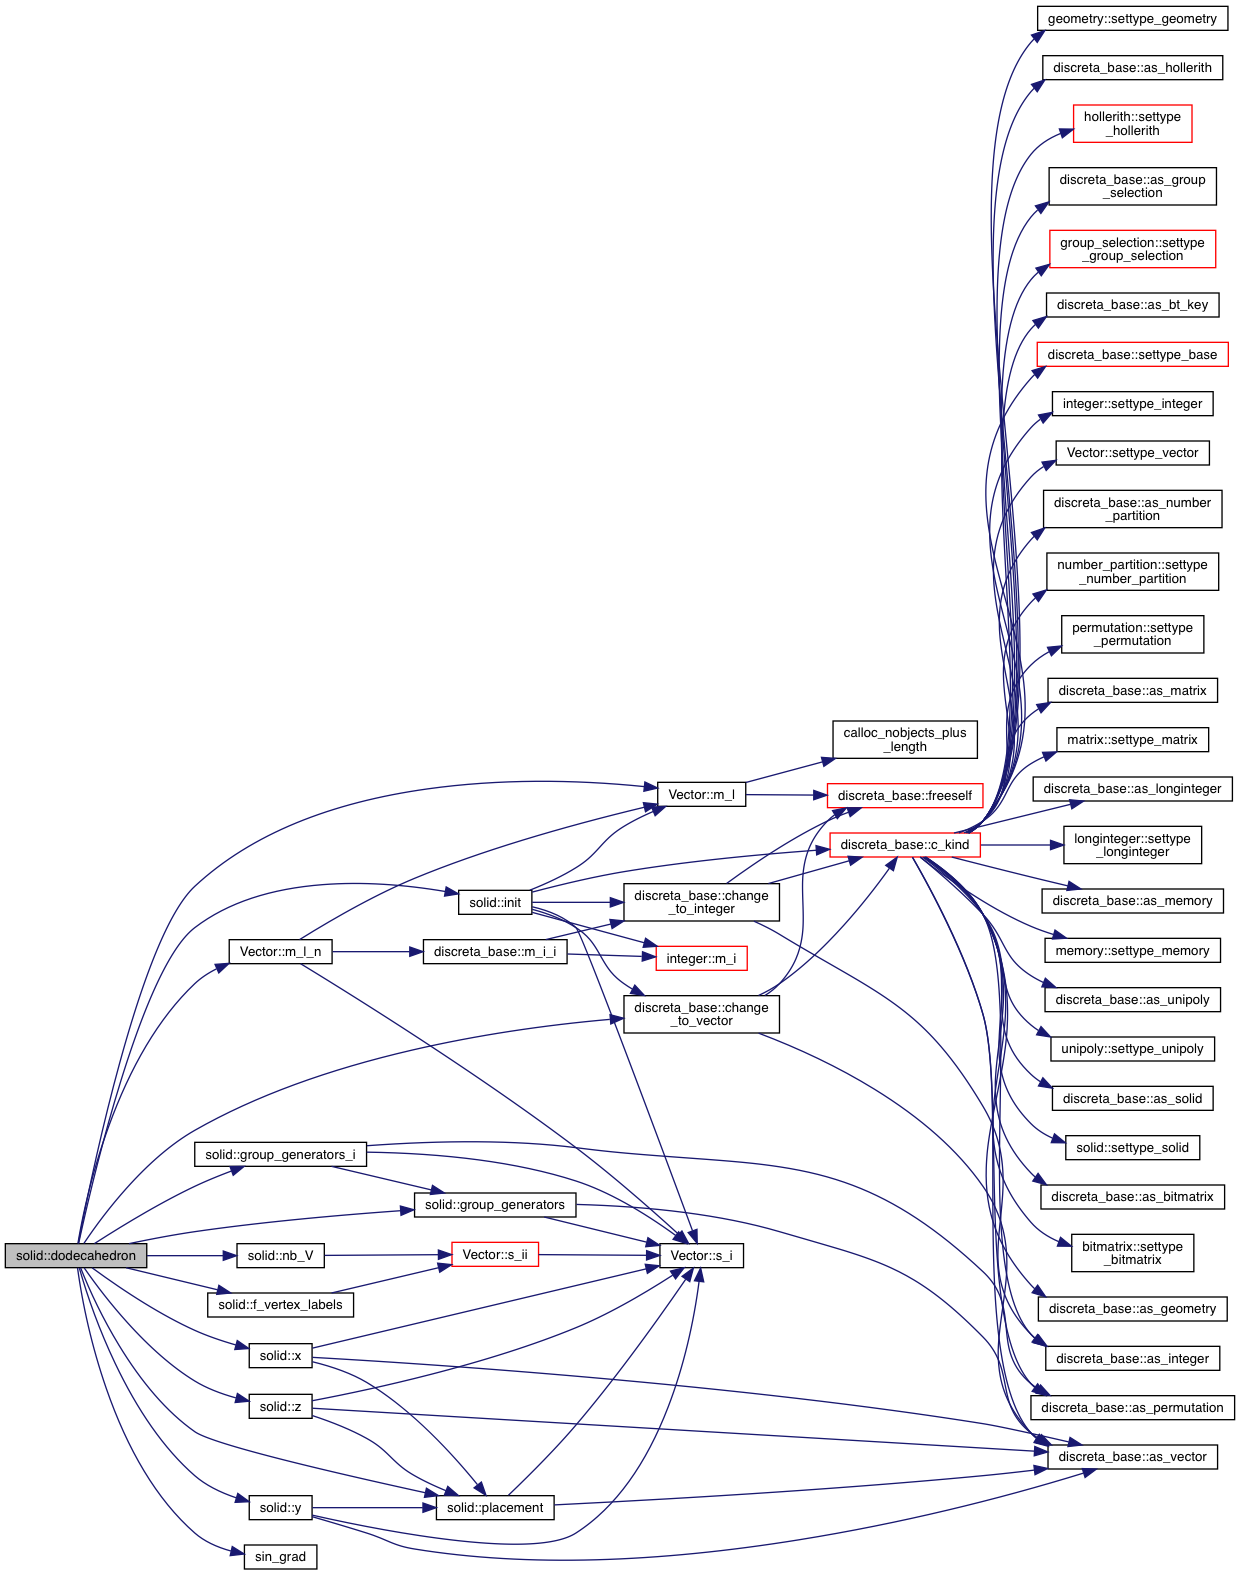 geometry::settype_geometry
discreta_base::as_hollerith
hollerith::settype
_hollerith
discreta_base::as_group
_selection
group_selection::settype
_group_selection
discreta_base::as_bt_key
discreta_base::settype_base
integer::settype_integer
Vector::settype_vector
discreta_base::as_number
_partition
number_partition::settype
_number_partition
permutation::settype
_permutation
discreta_base::as_matrix
calloc_nobjects_plus
_length
matrix::settype_matrix
Vector::m_l
discreta_base::freeself
discreta_base::as_longinteger
discreta_base::c_kind
longinteger::settype
_longinteger
solid::init
discreta_base::change
_to_integer
discreta_base::as_memory
Vector::m_l_n
discreta_base::m_i_i
integer::m_i
memory::settype_memory
discreta_base::change
_to_vector
discreta_base::as_unipoly
unipoly::settype_unipoly
discreta_base::as_solid
solid::group_generators_i
solid::settype_solid
solid::group_generators
discreta_base::as_bitmatrix
solid::dodecahedron
solid::nb_V
Vector::s_ii
Vector::s_i
bitmatrix::settype
_bitmatrix
solid::f_vertex_labels
discreta_base::as_geometry
solid::x
discreta_base::as_integer
solid::z
discreta_base::as_permutation
discreta_base::as_vector
solid::y
solid::placement
sin_grad